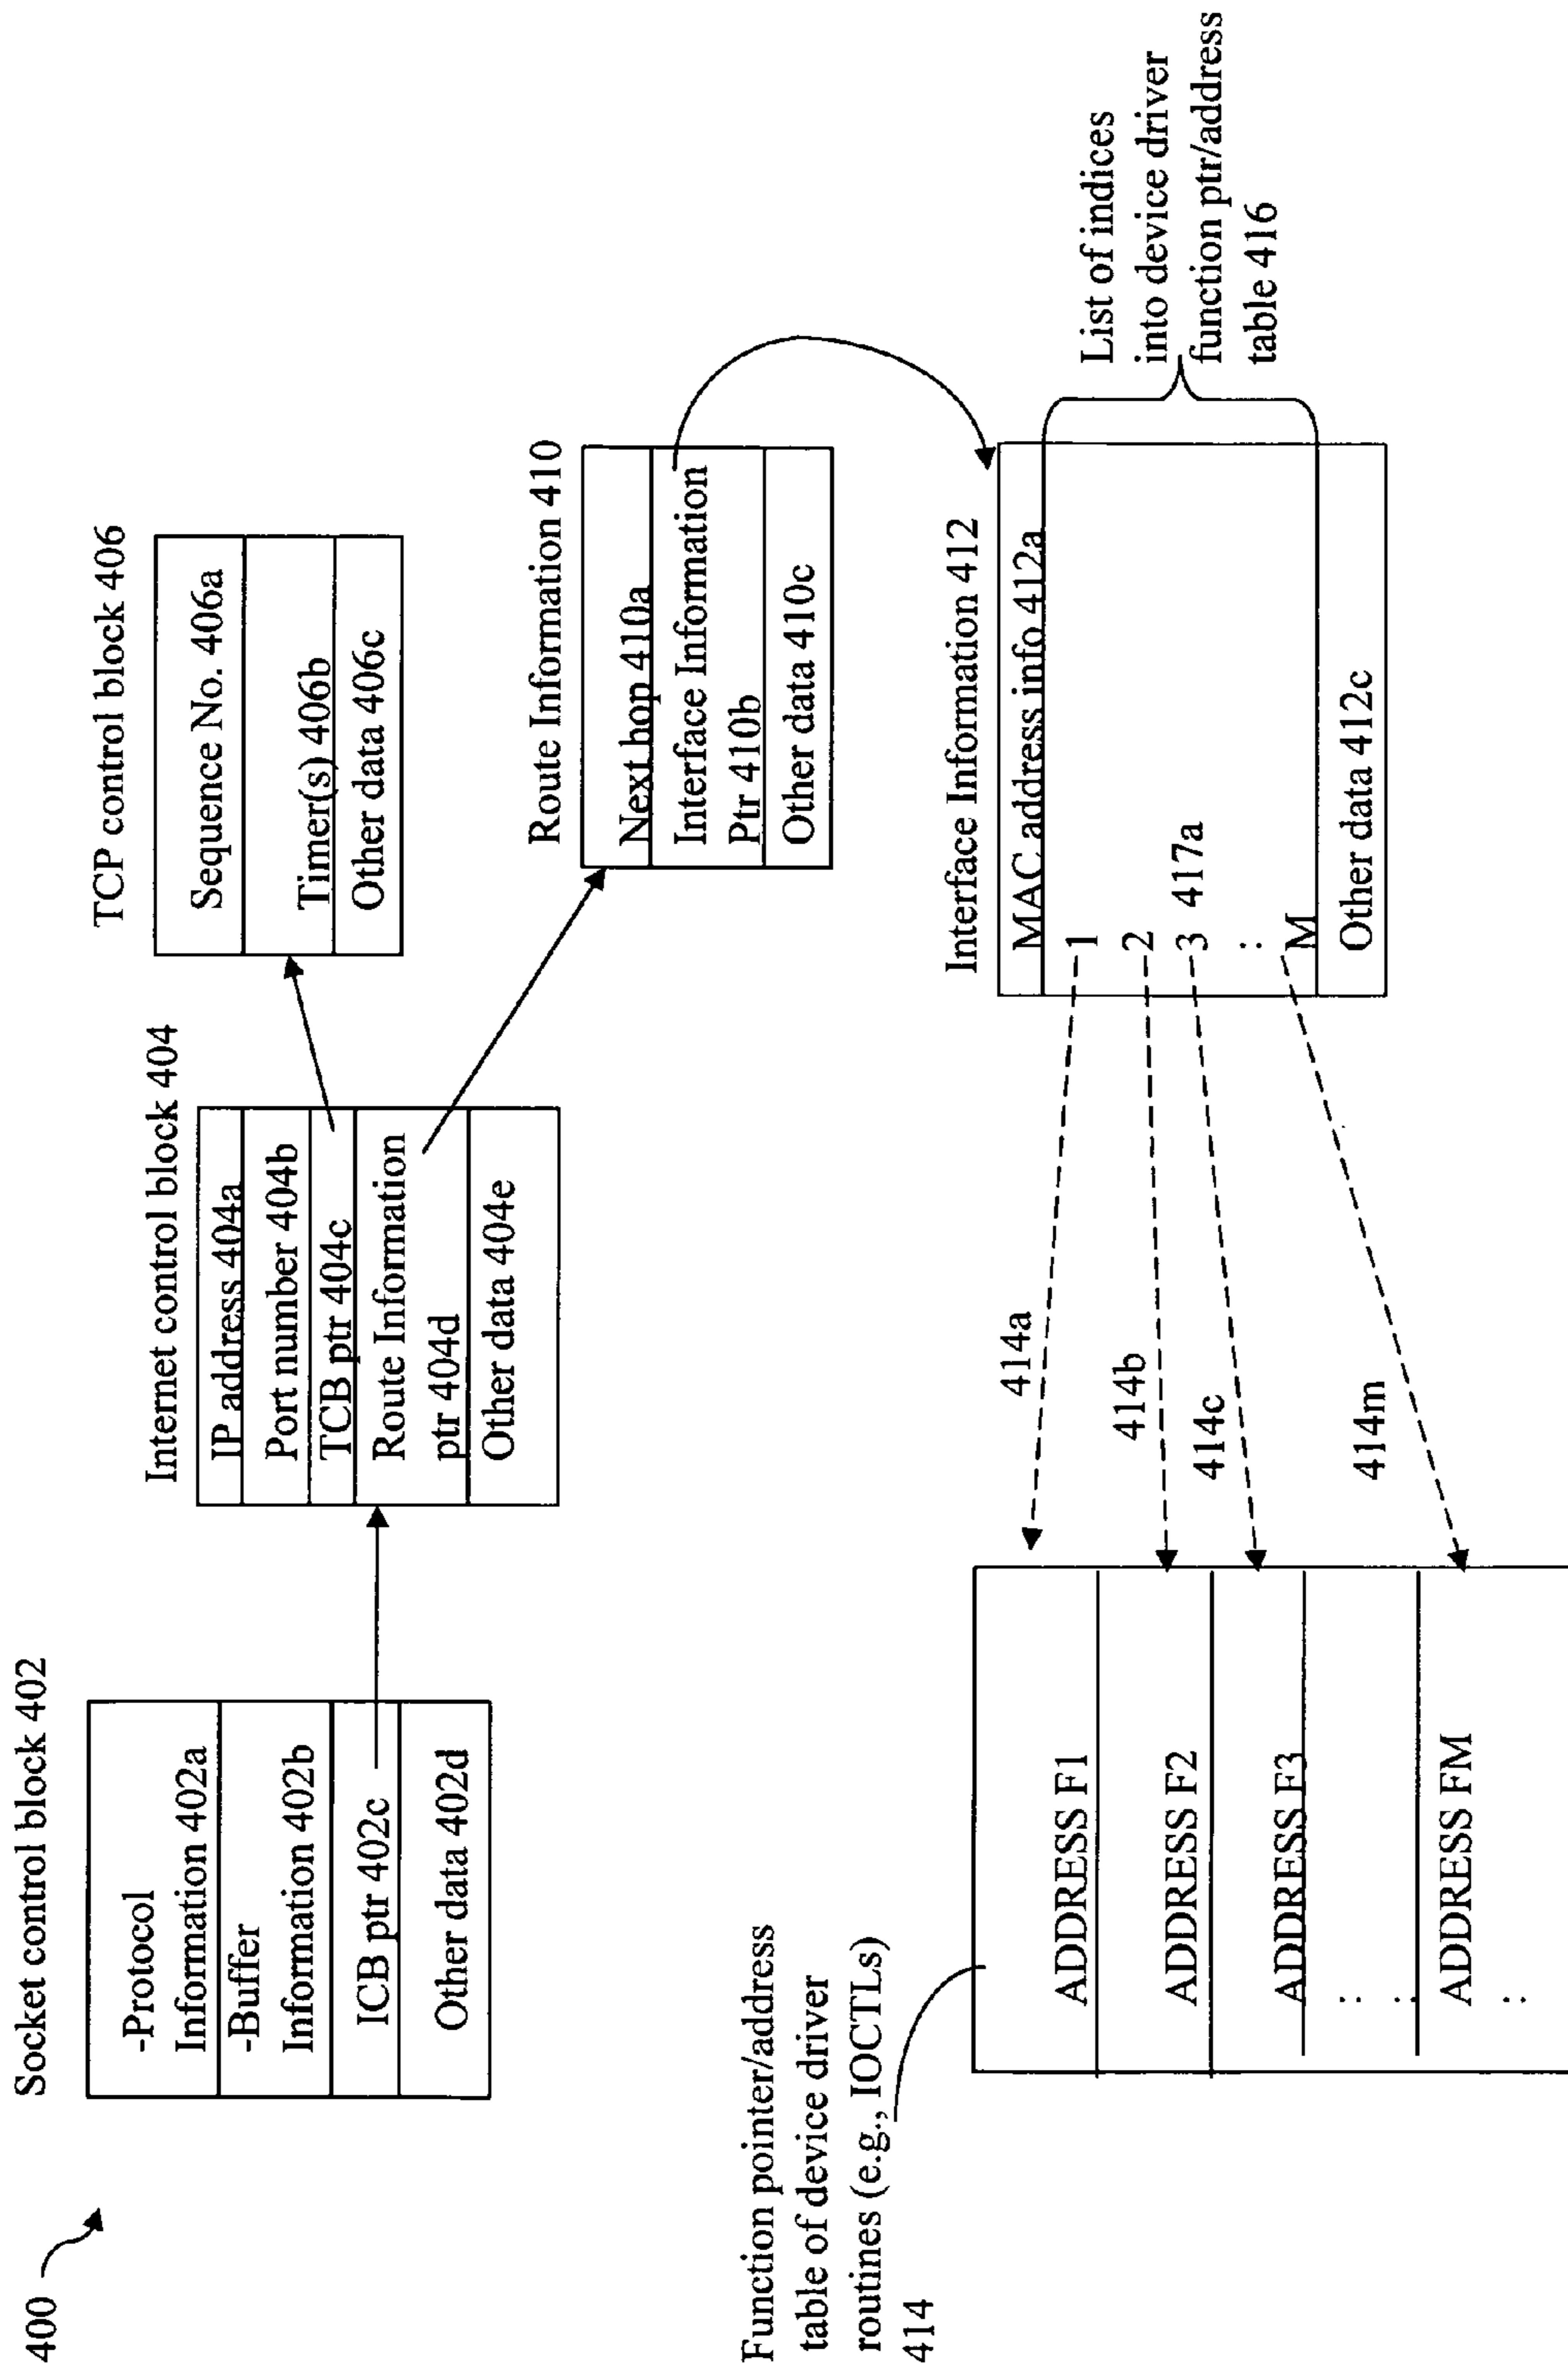 400
Socket control block 402
-Protocol
Information 402a
-Buffer
Information 402b
ICB ptr 402c
Other data 402d
Internet control block 404
IP address 404a
Port number 404b
TCB ptr 404c
Route Information
ptr 404d
Other data 404e
TCP control block 406
Sequence No. 406a
Timer(s) 406b
Other data 406c
Route Information 410
Next hop 410a
Interface Information
Ptr 410b
Other data 410c
Function pointer/address
table of device driver
routines (e.g., IOCTLs)
414
ADDRESS F1
ADDRESS F2
ADDRESS F3
:
:
ADDRESS FM
:
414a
414b
414c
414m
Interface Information 412
MAC address info 412a
1
2
3 417a
:
M
Other data 412c
List of indices
into device driver
function ptr/address
table 416